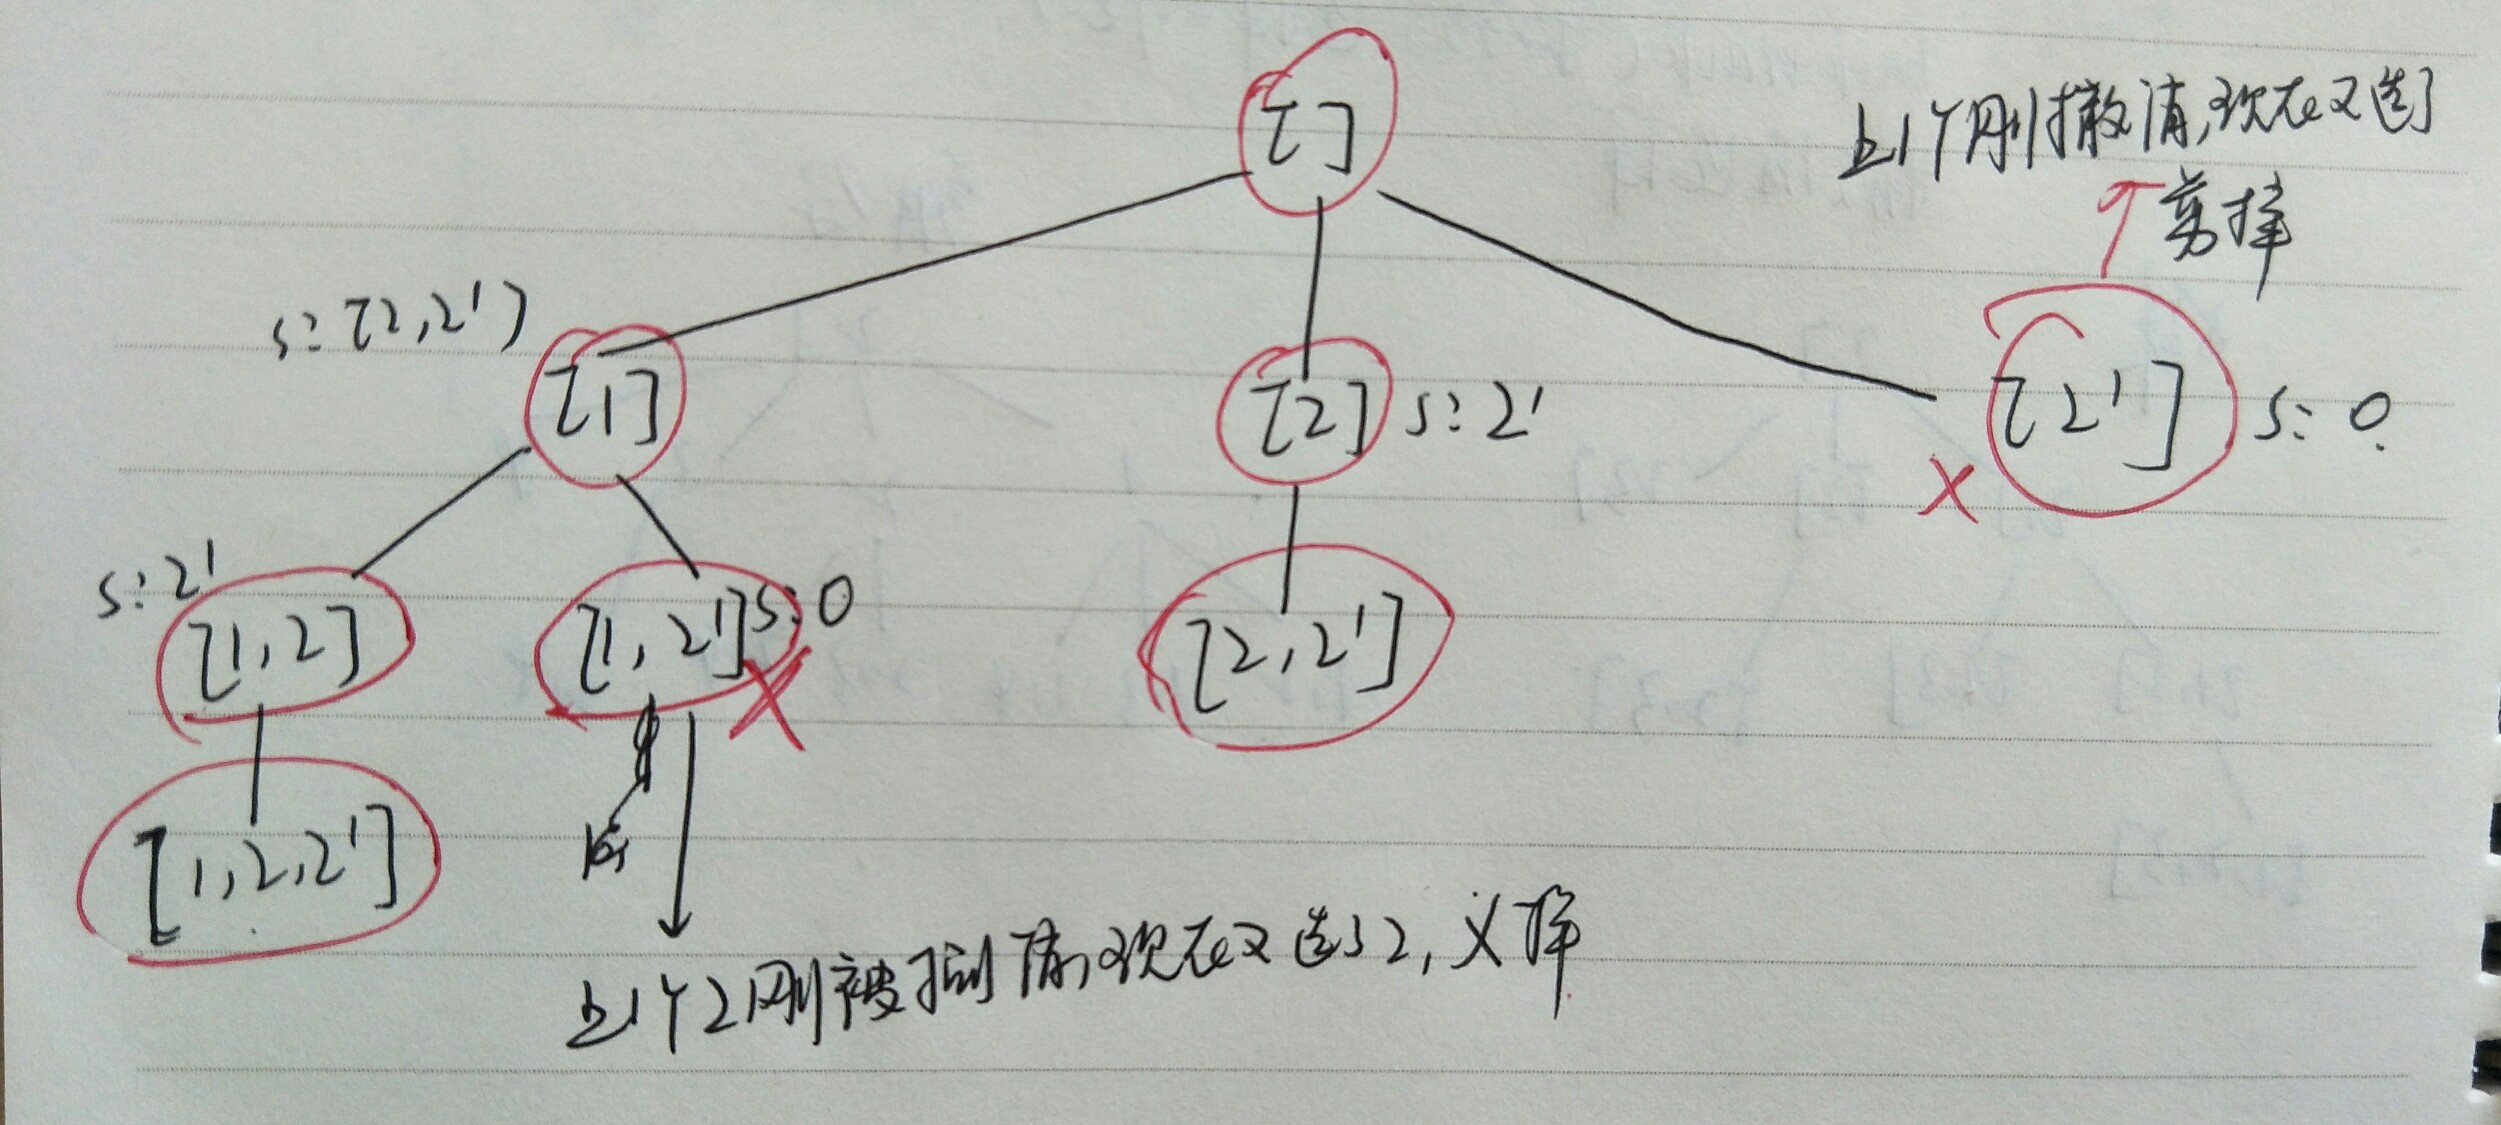 [ ]
上1个刚撤消,现在又选了
剪掉
s:[2,2')
[1]
[2] s:2'
[2'] s:0
X
s:2'
[1,2]
[1,2'] s:0
X
[2,2']
[1,2,2']
上1个2刚被撤消,现在又选了2,×掉